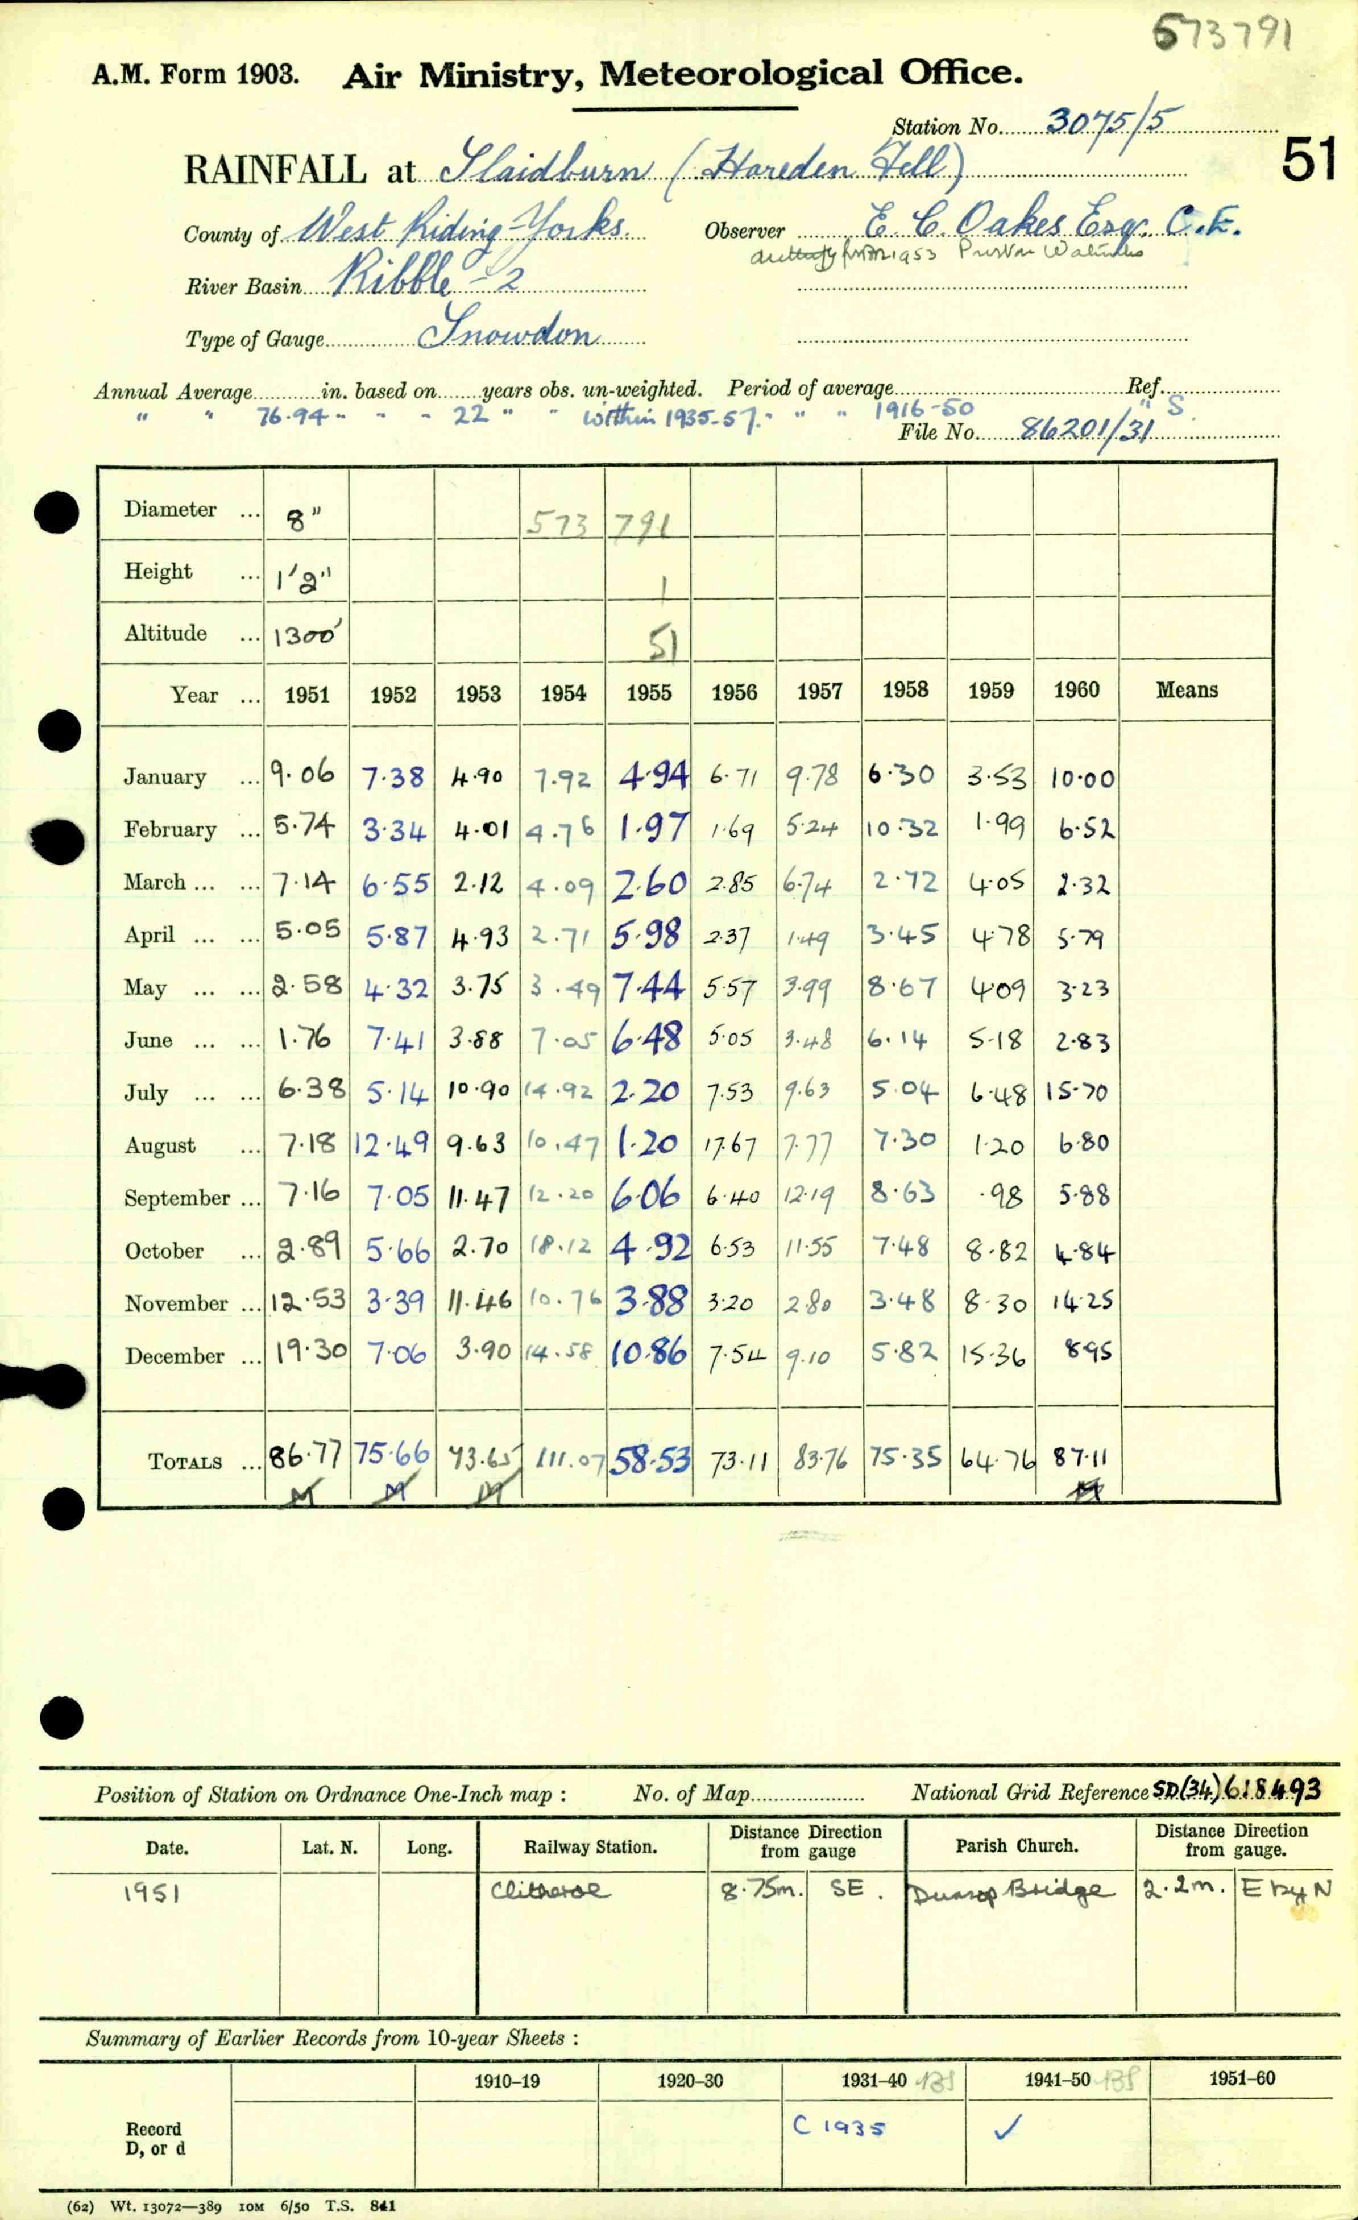 573791
A.M. Form 1903. Air Ministry, Meteorological Office.
Station No. 3075/5
51
RAINFALL at Slaidburn (Hareden Fell)
County of West Riding-Yorks. Observer E. C. Oakes Esqr. C.E.
from 1953 Preston
River Basin Ribble - 2
Type of Gauge Snowdon
Annual Average in. based on years obs. un-weighted. Period of average Ref.
" " 76.94 " " " 22 " " within 1935-57. " " " 1916-50 " S.
File No. 86201/31
Diameter ... 8" 573 791
Height ... 1'2" 1
Altitude ... 1300' 51
Year ... 1951 1952 1953 1954 1955 1956 1957 1958 1959 1960 Means
January ... 9.06 7.38 4.90 7.92 4.94 6.71 9.78 6.30 3.53 10.00
February ... 5.74 3.34 4.01 4.76 1.97 1.69 5.24 10.32 1.99 6.52
March ... ... 7.14 6.55 2.12 4.09 2.60 2.85 6.74 2.72 4.05 2.32
April ... ... 5.05 5.87 4.93 2.71 5.98 2.37 1.49 3.45 4.78 5.79
May ... ... 2.58 4.32 3.75 3.49 7.44 5.57 3.99 8.67 4.09 3.23
June ... ... 1.76 7.41 3.88 7.05 6.48 5.05 3.48 6.14 5.18 2.83
July ... ... 6.38 5.14 10.90 14.92 2.20 7.53 9.63 5.04 6.48 15.70
August ... 7.18 12.49 9.63 10.47 1.20 17.67 7.77 7.30 1.20 6.80
September ... 7.16 7.05 11.47 12.20 6.06 6.40 12.19 8.63 .98 5.88
October ... 2.89 5.66 2.70 18.12 4.92 6.53 11.55 7.48 8.82 4.84
November ... 12.53 3.39 11.46 10.76 3.88 3.20 2.80 3.48 8.30 14.25
December ... 19.30 7.06 3.90 14.58 10.86 7.54 9.10 5.82 15.36 8.95
TOTALS ... 86.77 75.66 73.65 111.07 58.53 73.11 83.76 75.35 64.76 87.11
M M M M
Position of Station on Ordnance One-Inch map : No. of Map National Grid Reference SD(34)618493
Date. Lat. N. Long. Railway Station. Distance Direction from gauge Parish Church. Distance Direction from gauge.
1951 Clitheroe 8.75m. SE. Dunsop Bridge 2.2m. E by N
Summary of Earlier Records from 10-year Sheets :
1910–19 1920–30 1931–40 1941–50 1951–60
Record D, or d C 1935 ✓
(62) Wt. 13072—389 10M 6/50 T.S. 841